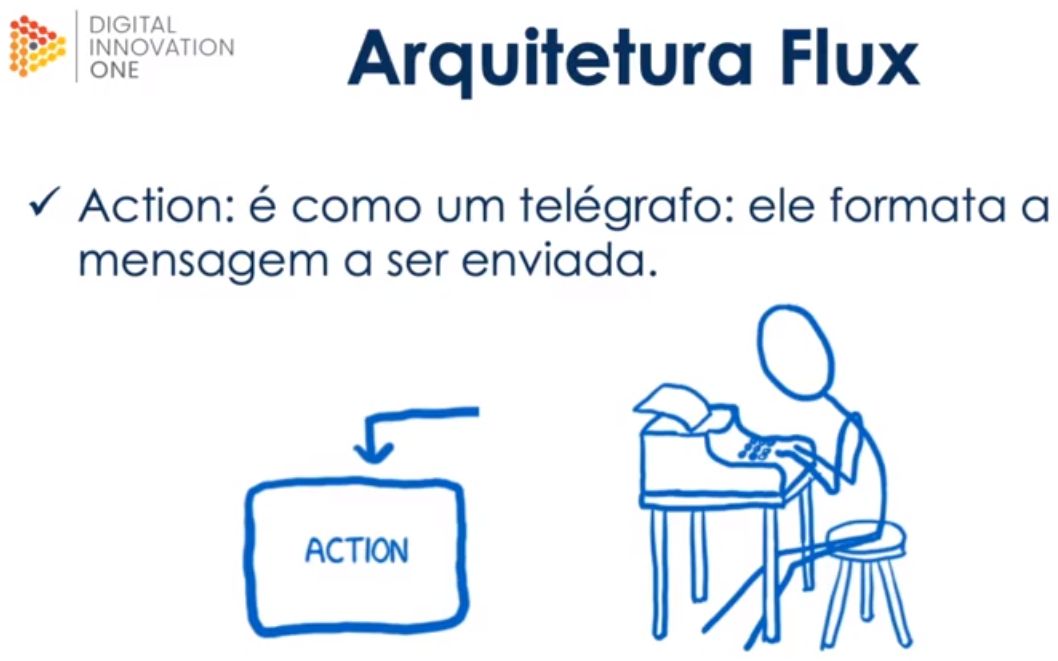 DIGITAL
INNOVATION
ONE
Arquitetura Flux
✓ Action: é como um telégrafo: ele formata a
mensagem a ser enviada.
ACTION